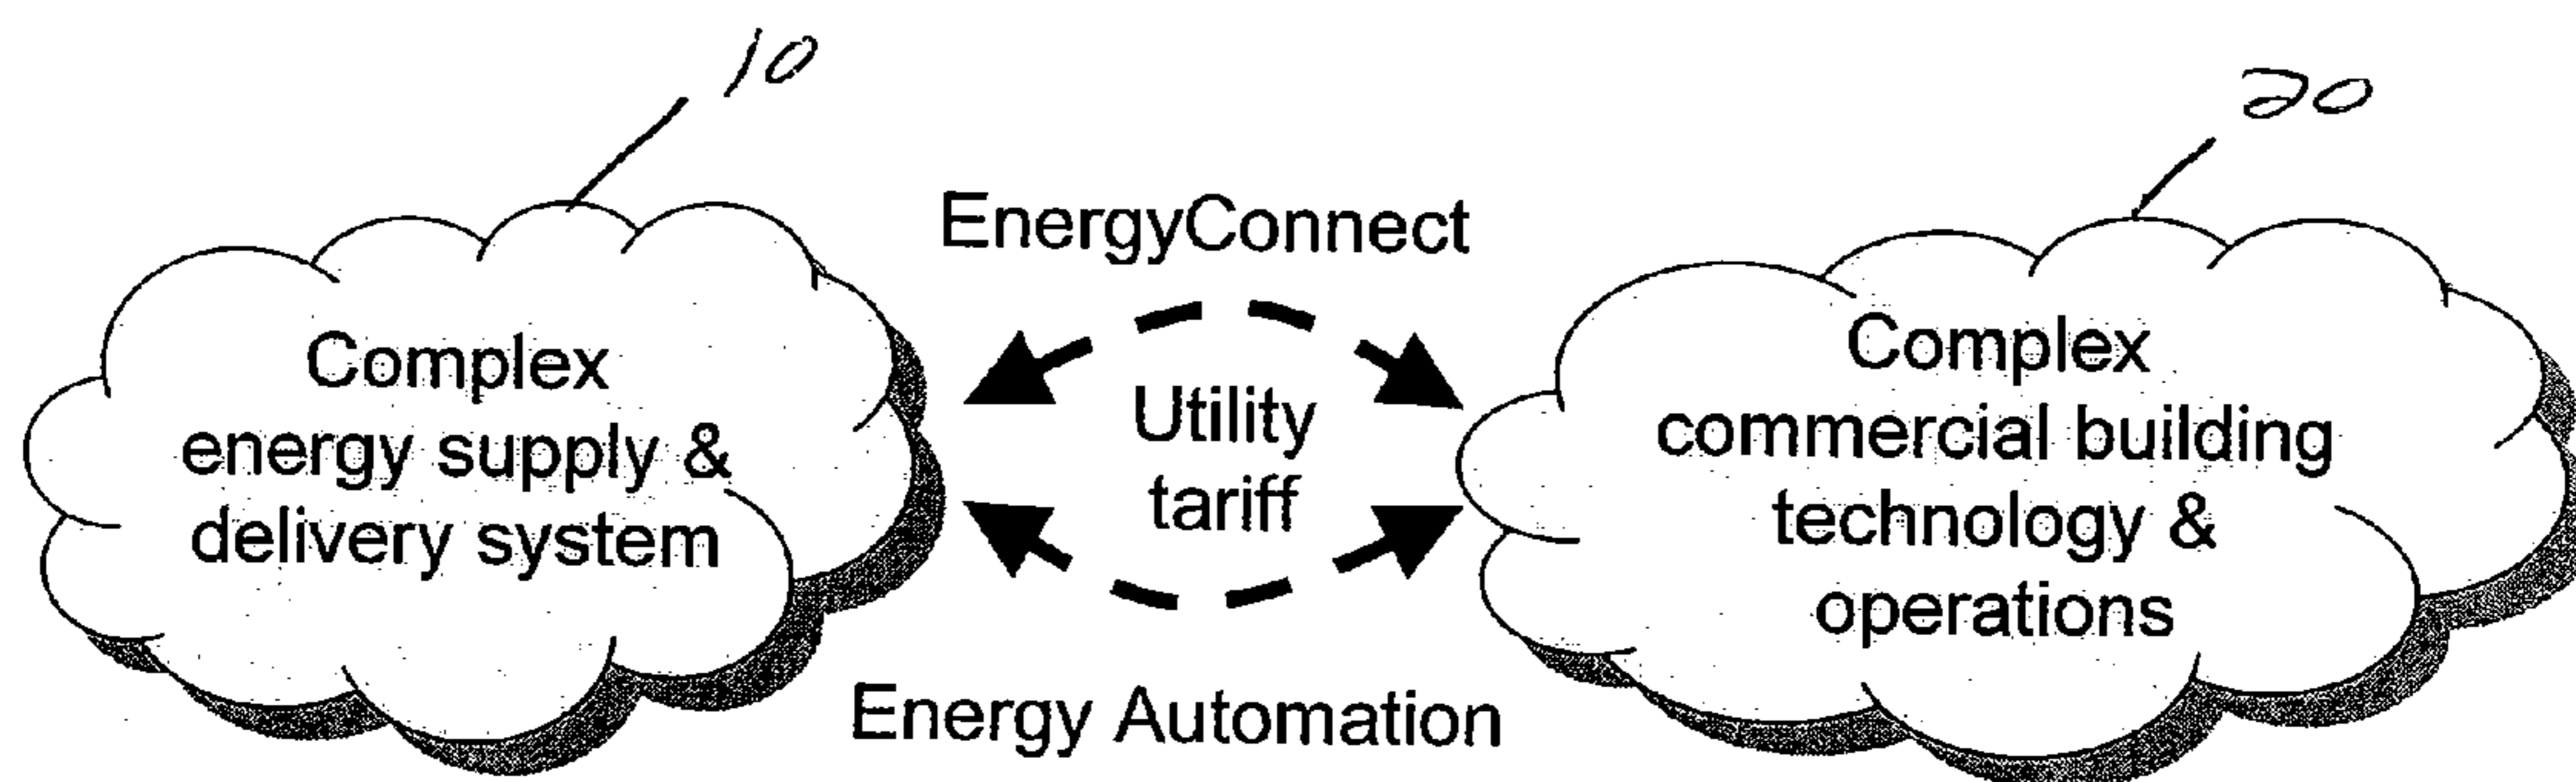 10
20
EnergyConnect
Complex
energy supply &
delivery system
Utility
tariff
Complex
commercial building
technology &
operations
Energy Automation